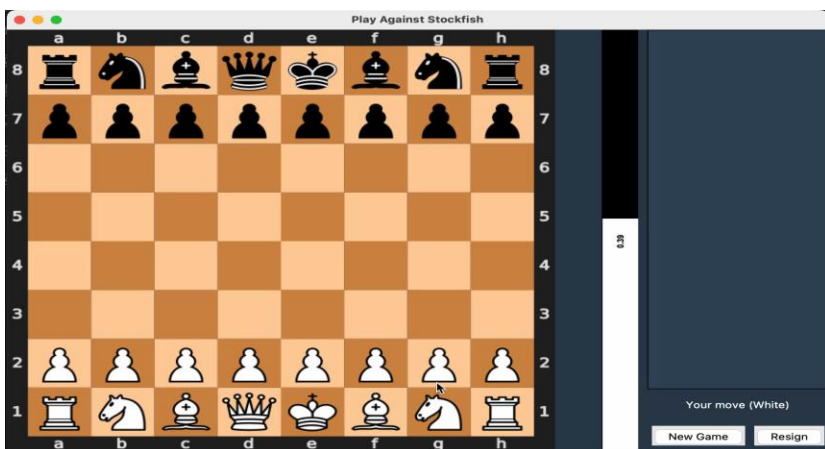 Play Against Stockfish
a b c d e f g h
8 8
7 7
6 6
5 5
4 4
3 3
2 2
1 1
a b c d e f g h
0.39
Your move (White)
New Game Resign